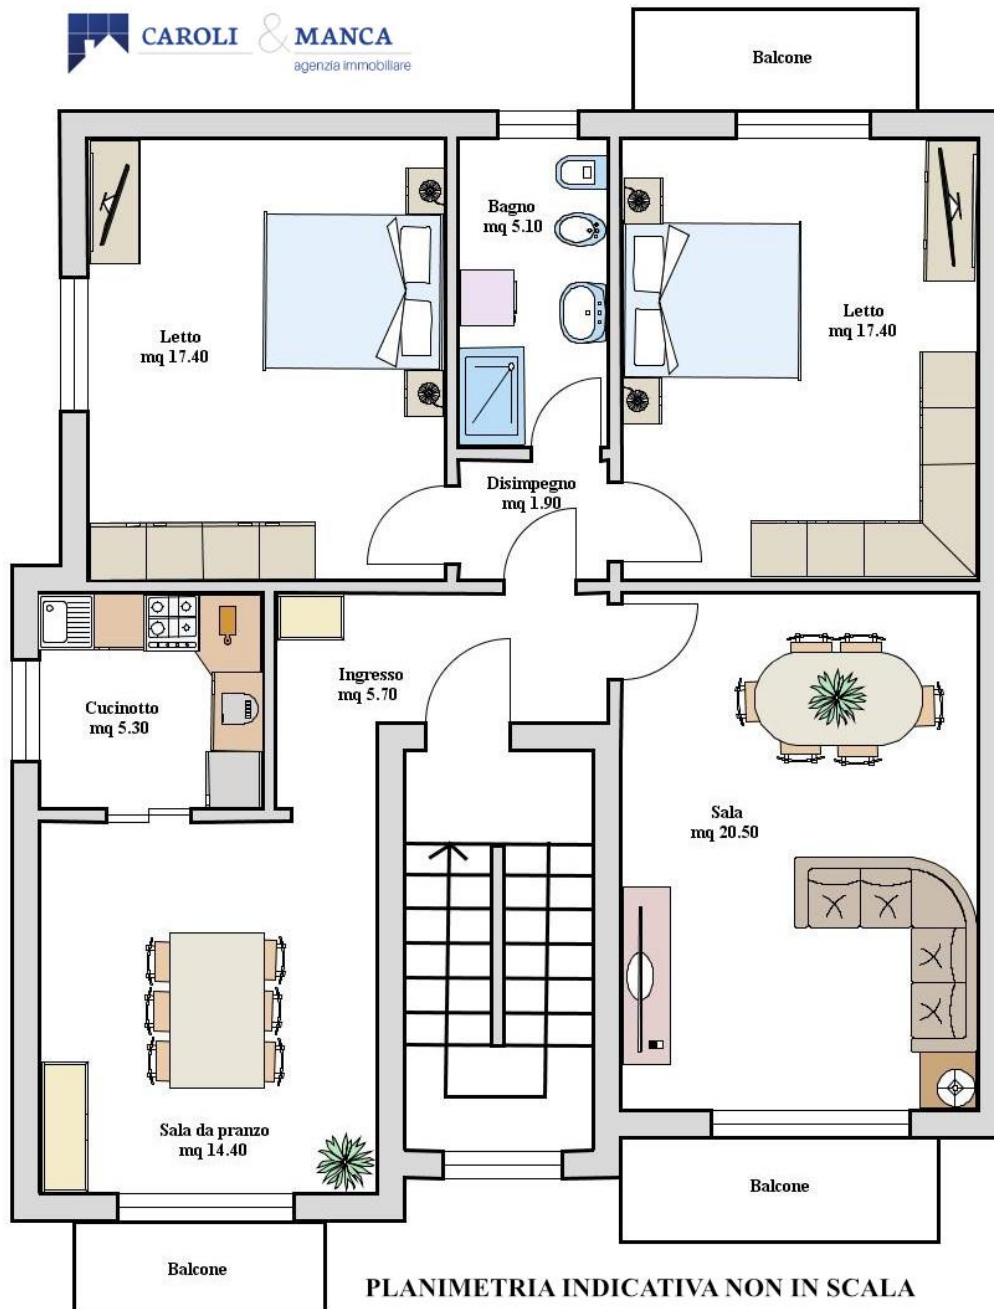 CAROLI & MANCA
agenzia immobiliare
Balcone
Bagno
mq 5.10
Letto
mq 17.40
Letto
mq 17.40
Disimpegno
mq 1.90
Ingresso
mq 5.70
Cucinotto
mq 5.30
Sala
mq 20.50
Sala da pranzo
mq 14.40
Balcone
Balcone
PLANIMETRIA INDICATIVA NON IN SCALA